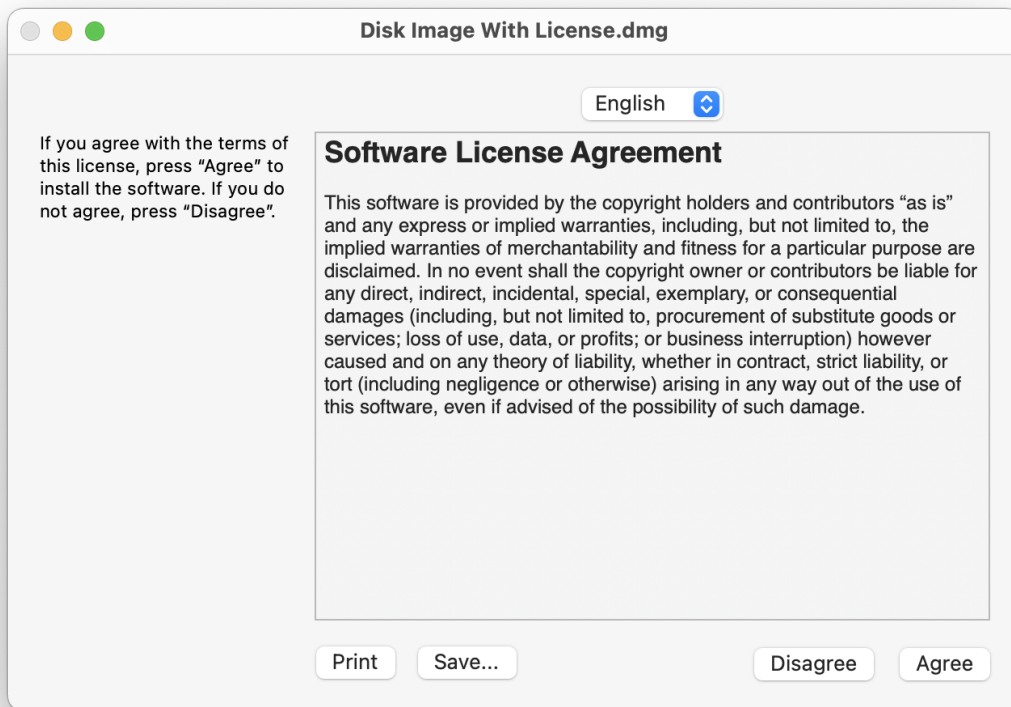 Disk Image With License.dmg
English
If you agree with the terms of
this license, press “Agree” to
install the software. If you do
not agree, press “Disagree”.
Software License Agreement
This software is provided by the copyright holders and contributors “as is”
and any express or implied warranties, including, but not limited to, the
implied warranties of merchantability and fitness for a particular purpose are
disclaimed. In no event shall the copyright owner or contributors be liable for
any direct, indirect, incidental, special, exemplary, or consequential
damages (including, but not limited to, procurement of substitute goods or
services; loss of use, data, or profits; or business interruption) however
caused and on any theory of liability, whether in contract, strict liability, or
tort (including negligence or otherwise) arising in any way out of the use of
this software, even if advised of the possibility of such damage.
Print Save... Disagree Agree